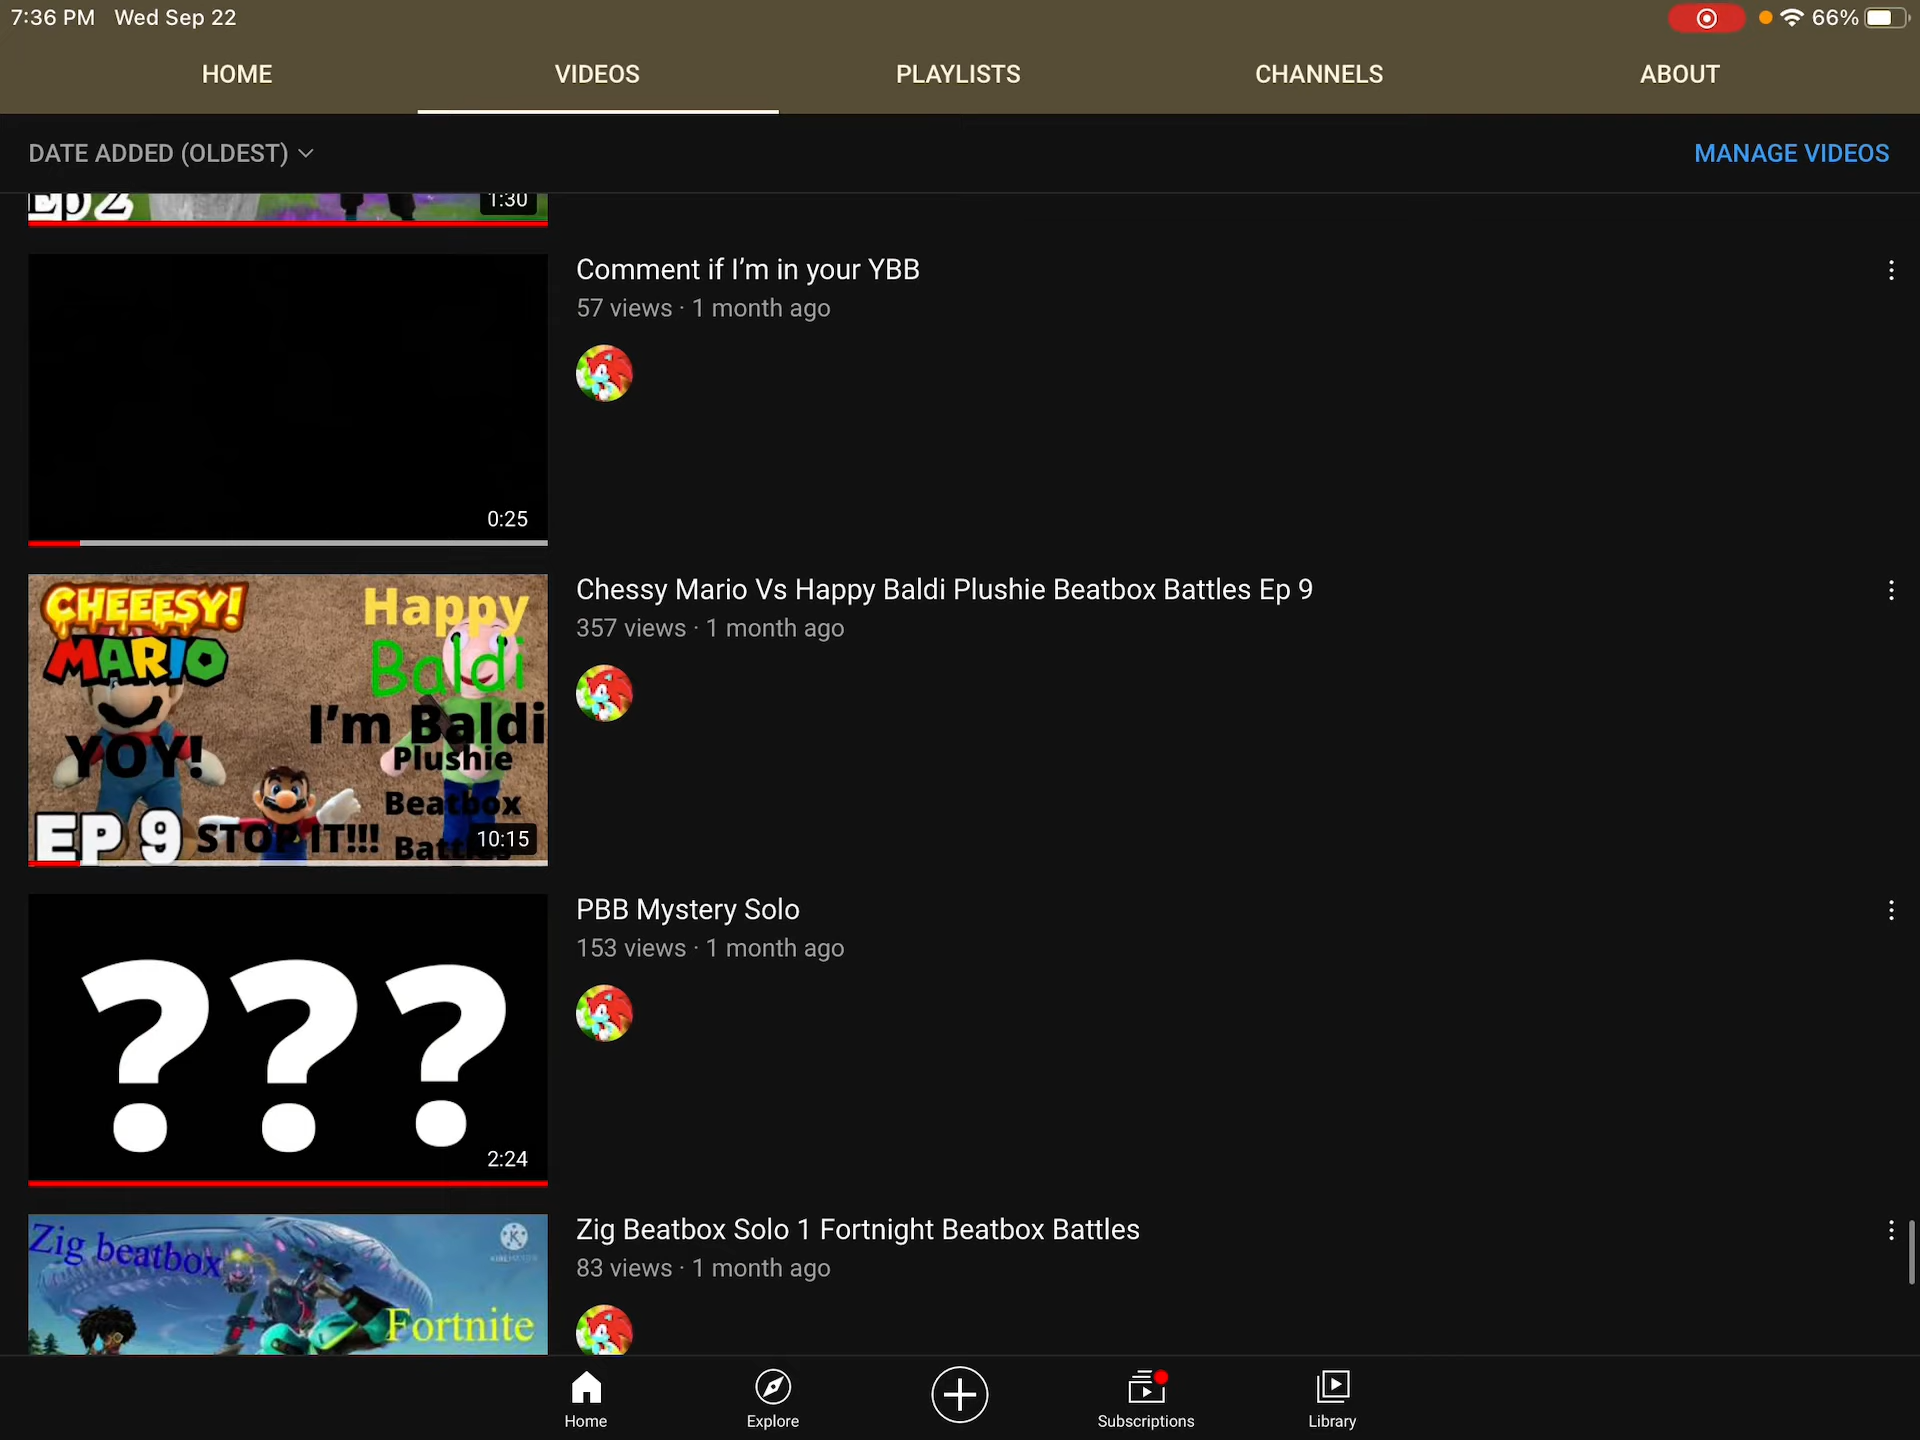 7:36 PM Wed Sep 22
66%
HOME VIDEOS PLAYLISTS CHANNELS ABOUT
DATE ADDED (OLDEST)
MANAGE VIDEOS
Ep2
1:30
Comment if I’m in your YBB
57 views · 1 month ago
0:25
CHEEESY!
MARIO
YOY!
EP 9
STOP IT!!!
Happy
Baldi
I’m Baldi
Plushie
Beatbox
10:15
Chessy Mario Vs Happy Baldi Plushie Beatbox Battles Ep 9
357 views · 1 month ago
???
2:24
PBB Mystery Solo
153 views · 1 month ago
Zig beatbox
K
KINEMASTER
Fortnite
Zig Beatbox Solo 1 Fortnight Beatbox Battles
83 views · 1 month ago
Home Explore Subscriptions Library